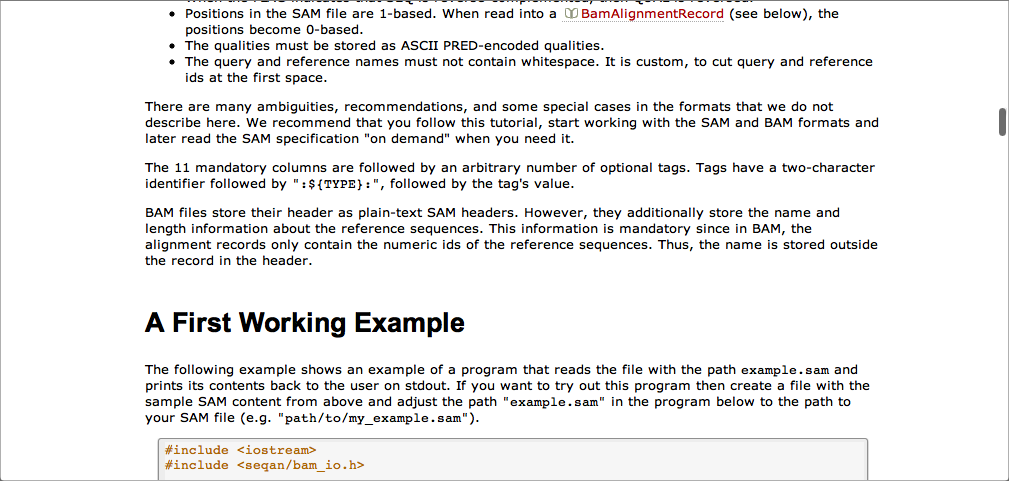 Positions in the SAM file are 1-based. When read into a BamAlignmentRecord (see below), the
positions become 0-based.
The qualities must be stored as ASCII PRED-encoded qualities.
The query and reference names must not contain whitespace. It is custom, to cut query and reference
ids at the first space.
There are many ambiguities, recommendations, and some special cases in the formats that we do not
describe here. We recommend that you follow this tutorial, start working with the SAM and BAM formats and
later read the SAM specification "on demand" when you need it.
The 11 mandatory columns are followed by an arbitrary number of optional tags. Tags have a two-character
identifier followed by ":${TYPE}:", followed by the tag's value.
BAM files store their header as plain-text SAM headers. However, they additionally store the name and
length information about the reference sequences. This information is mandatory since in BAM, the
alignment records only contain the numeric ids of the reference sequences. Thus, the name is stored outside
the record in the header.
A First Working Example
The following example shows an example of a program that reads the file with the path example.sam and
prints its contents back to the user on stdout. If you want to try out this program then create a file with the
sample SAM content from above and adjust the path "example.sam" in the program below to the path to
your SAM file (e.g. "path/to/my_example.sam").
#include <iostream>
#include <seqan/bam_io.h>